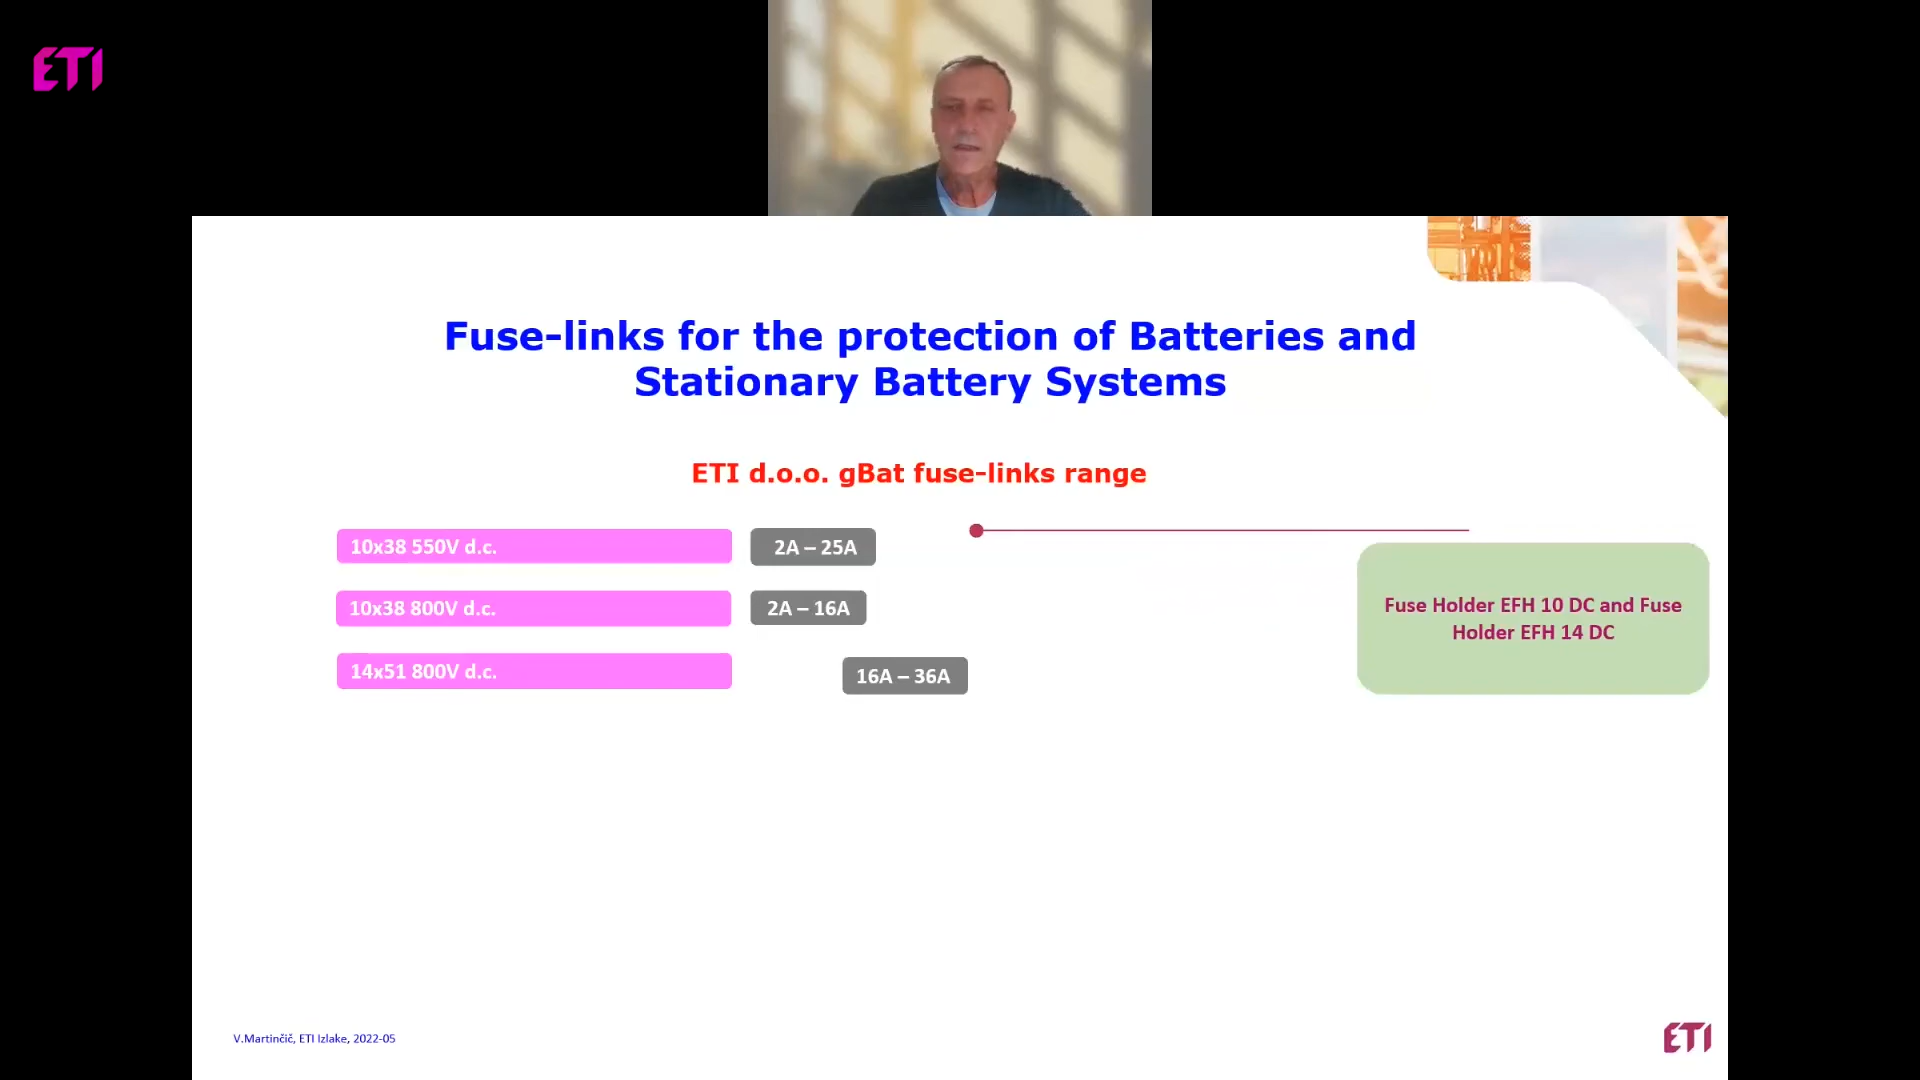 ETI
Fuse-links for the protection of Batteries and
Stationary Battery Systems
ETI d.o.o. gBat fuse-links range
10x38 550V d.c.
2A – 25A
10x38 800V d.c.
2A – 16A
14x51 800V d.c.
16A – 36A
Fuse Holder EFH 10 DC and Fuse
Holder EFH 14 DC
V.Martinčič, ETI Izlake, 2022-05
ETI